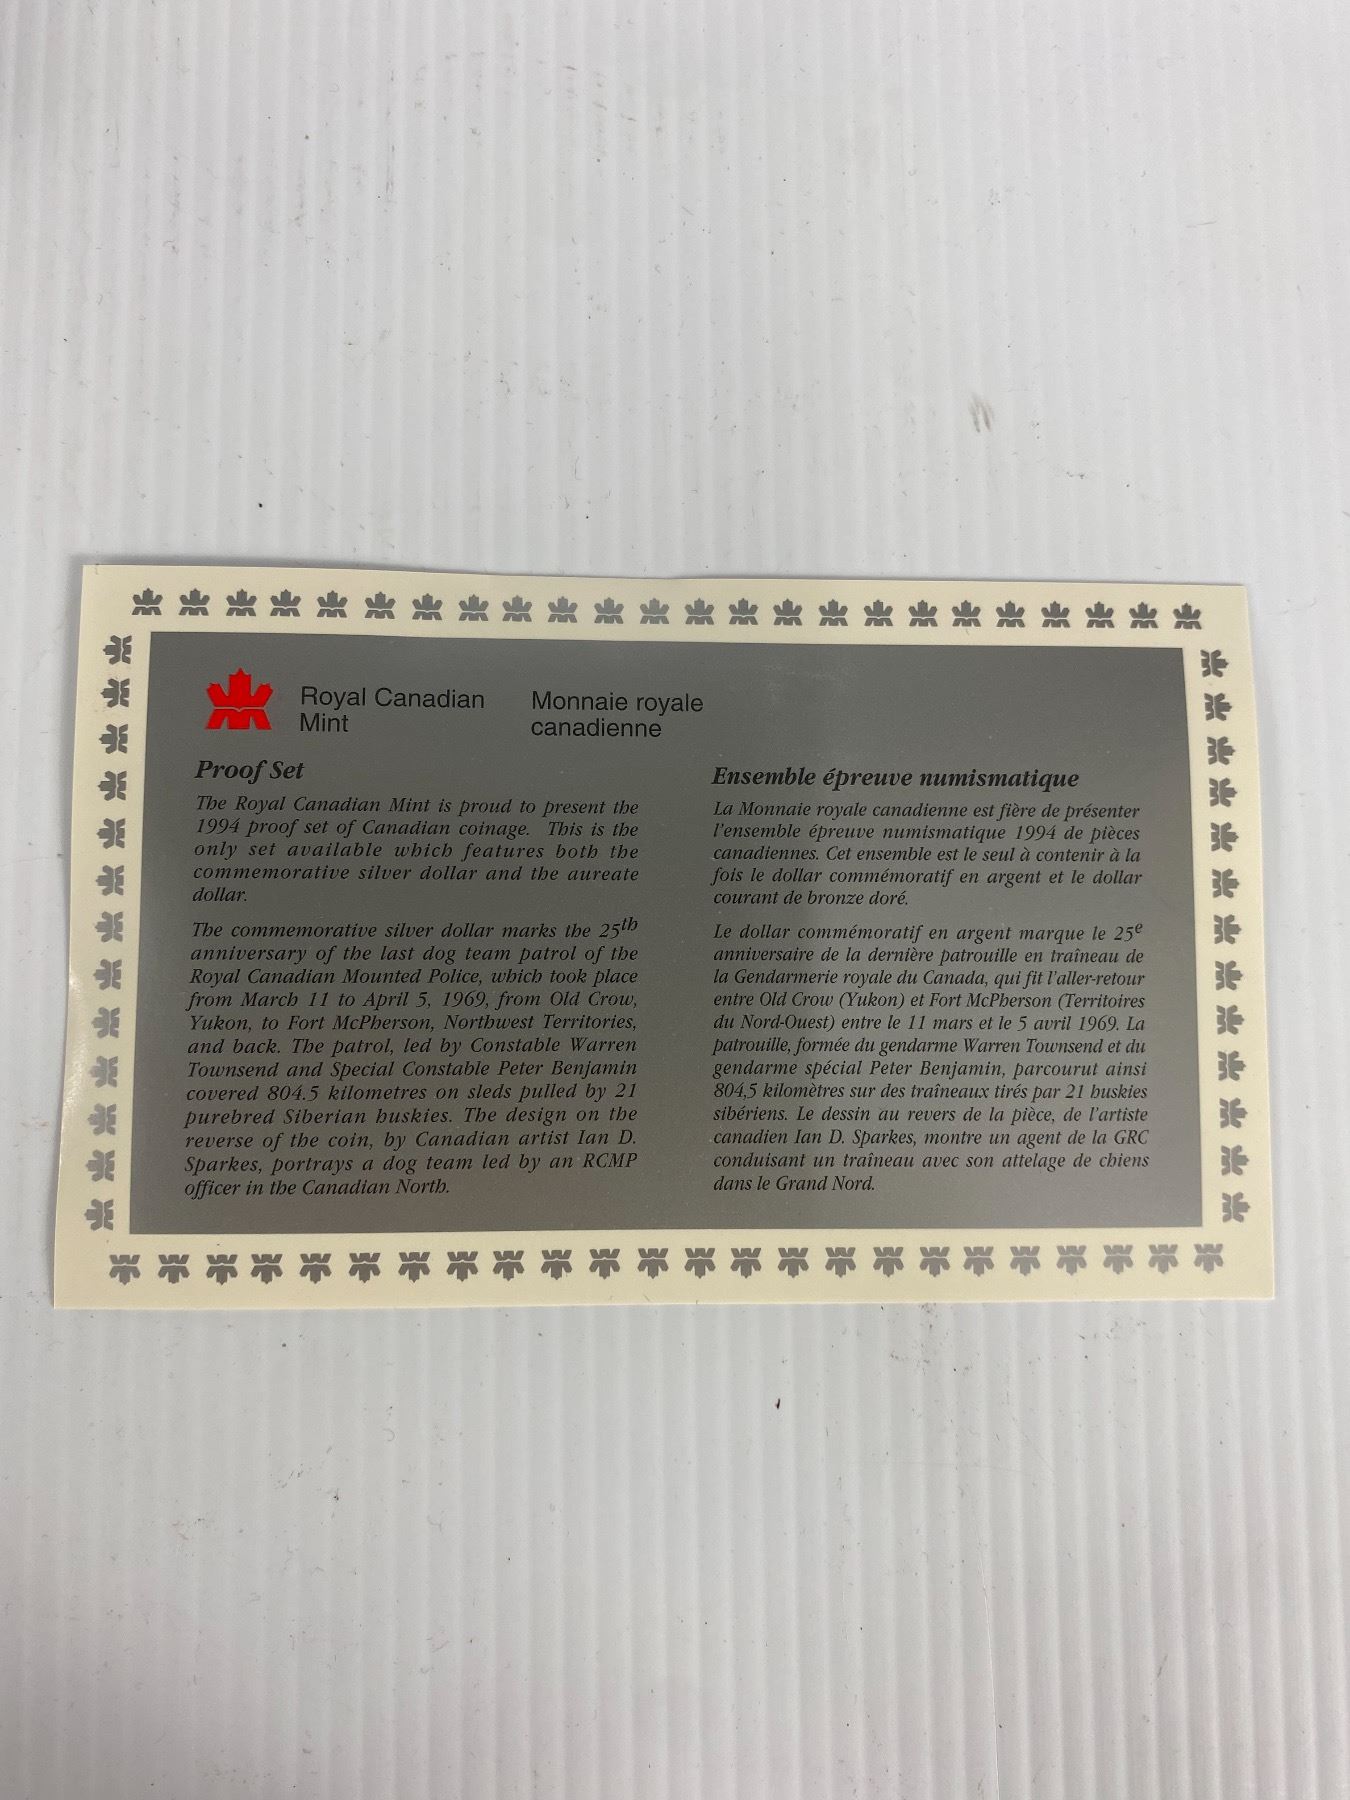 Royal Canadian
Mint
Monnaie royale
canadienne
Proof Set
The Royal Canadian Mint is proud to present the
1994 proof set of Canadian coinage. This is the
only set available which features both the
commemorative silver dollar and the aureate
dollar.
The commemorative silver dollar marks the 25th
anniversary of the last dog team patrol of the
Royal Canadian Mounted Police, which took place
from March 11 to April 5, 1969, from Old Crow,
Yukon, to Fort McPherson, Northwest Territories,
and back. The patrol, led by Constable Warren
Townsend and Special Constable Peter Benjamin
covered 804.5 kilometres on sleds pulled by 21
purebred Siberian huskies. The design on the
reverse of the coin, by Canadian artist Ian D.
Sparkes, portrays a dog team led by an RCMP
officer in the Canadian North.
Ensemble épreuve numismatique
La Monnaie royale canadienne est fière de présenter
l'ensemble épreuve numismatique 1994 de pièces
canadiennes. Cet ensemble est le seul à contenir à la
fois le dollar commémoratif en argent et le dollar
courant de bronze doré.
Le dollar commémoratif en argent marque le 25e
anniversaire de la dernière patrouille en traîneau de
la Gendarmerie royale du Canada, qui fit l'aller-retour
entre Old Crow (Yukon) et Fort McPherson (Territoires
du Nord-Ouest) entre le 11 mars et le 5 avril 1969. La
patrouille, formée du gendarme Warren Townsend et du
gendarme spécial Peter Benjamin, parcourut ainsi
804,5 kilomètres sur des traîneaux tirés par 21 huskies
sibériens. Le dessin au revers de la pièce, de l'artiste
canadien Ian D. Sparkes, montre un agent de la GRC
conduisant un traîneau avec son attelage de chiens
dans le Grand Nord.